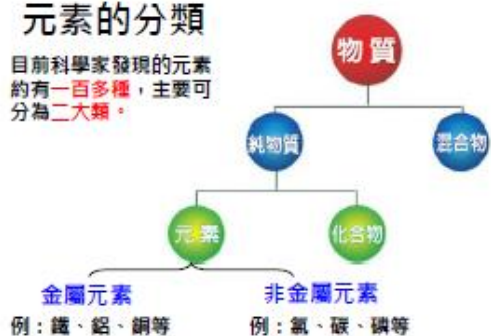 元素的分類
目前科學家發現的元素
約有一百多種，主要可
分為二大類。
物質
純物質
混合物
元素
化合物
金屬元素
非金屬元素
例：鐵、鋁、銅等
例：氯、碳、磷等